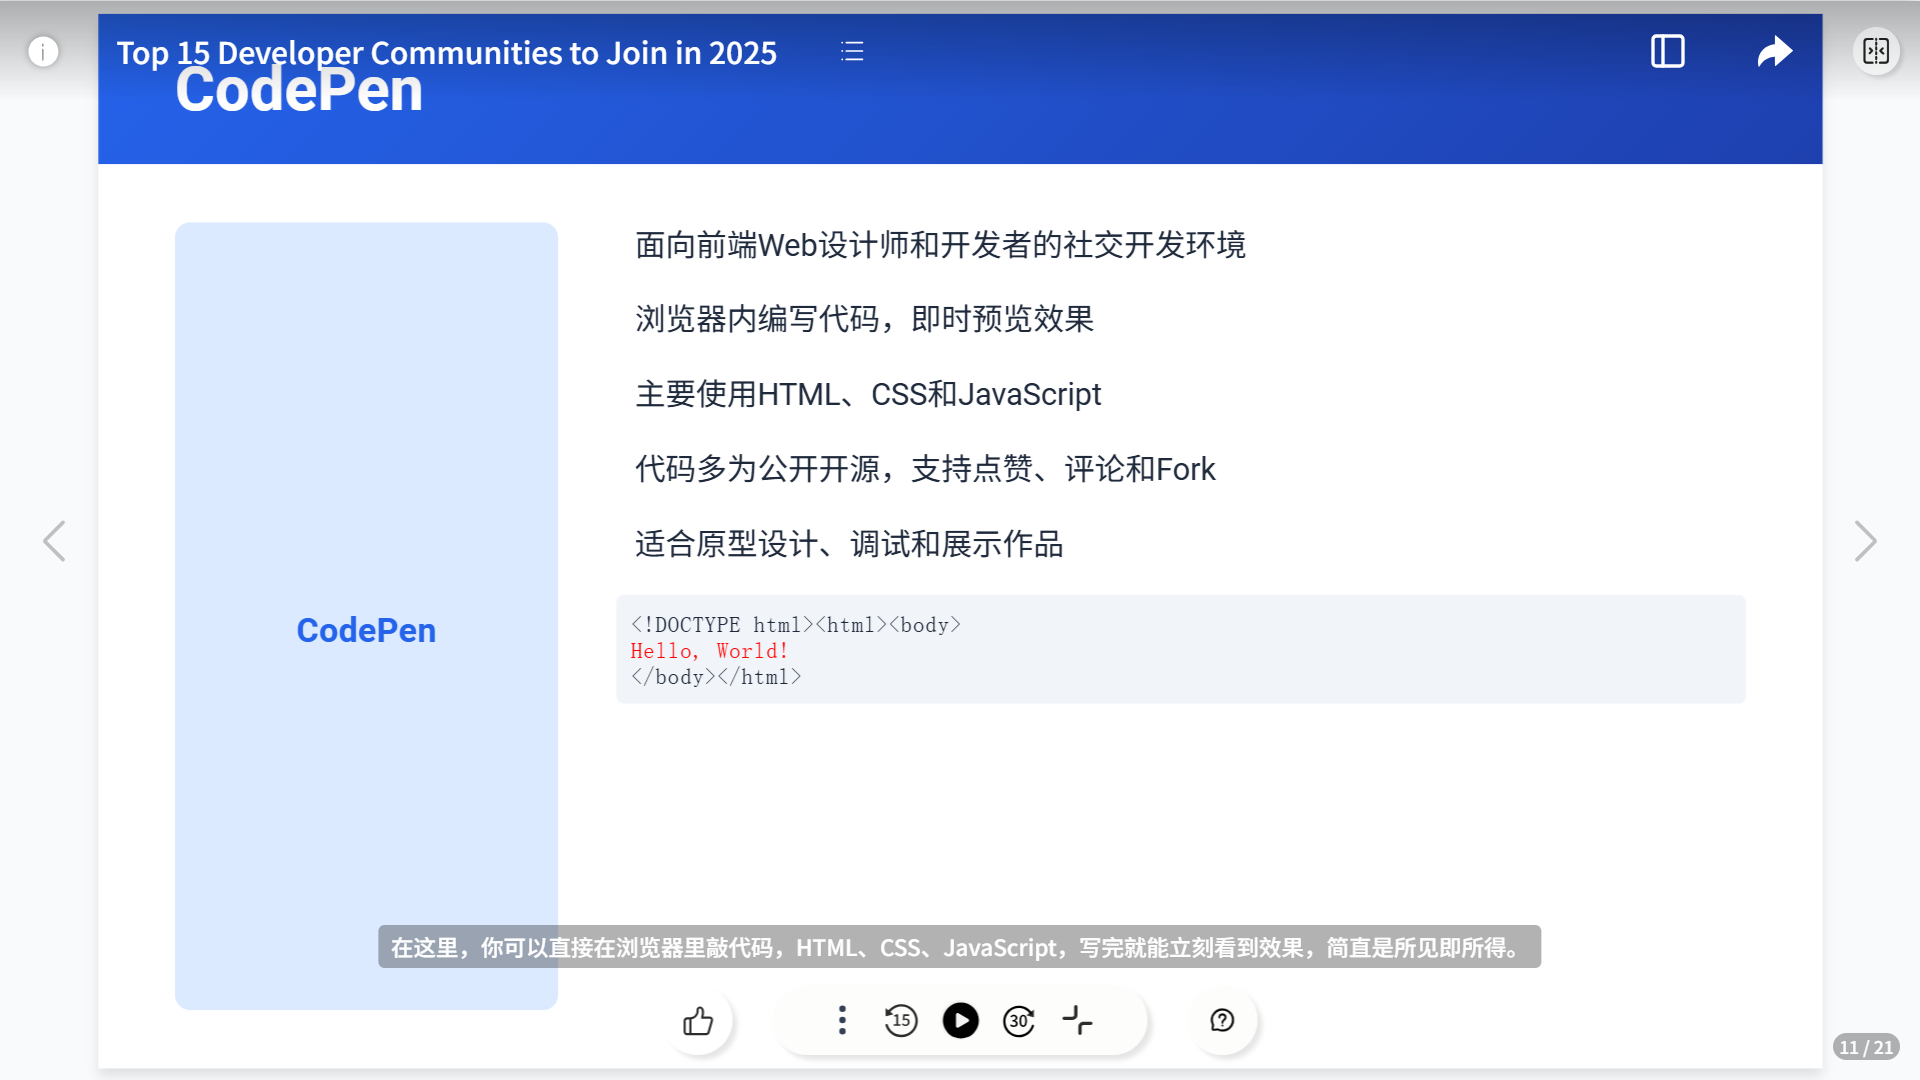 Top 15 Developer Communities to Join in 2025
CodePen
面向前端Web设计师和开发者的社交开发环境
浏览器内编写代码，即时预览效果
主要使用HTML、CSS和JavaScript
代码多为公开开源，支持点赞、评论和Fork
适合原型设计、调试和展示作品
CodePen
<!DOCTYPE html><html><body>
Hello, World!
</body></html>
在这里，你可以直接在浏览器里敲代码，HTML、CSS、JavaScript，写完就能立刻看到效果，简直是所见即所得。
15
30
11 / 21